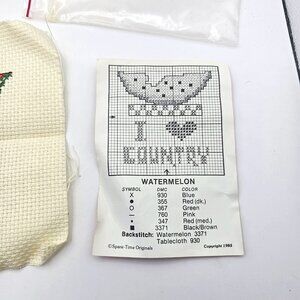 I ♥
COUNTRY
WATERMELON
SYMBOL DMC COLOR
X 930 Blue
● 355 Red (dk.)
O 367 Green
— 760 Pink
• 347 Red (med.)
■ 3371 Black/Brown
Backstitch: Watermelon 3371
Tablecloth 930
©Spare-Time Originals Copyright 1985